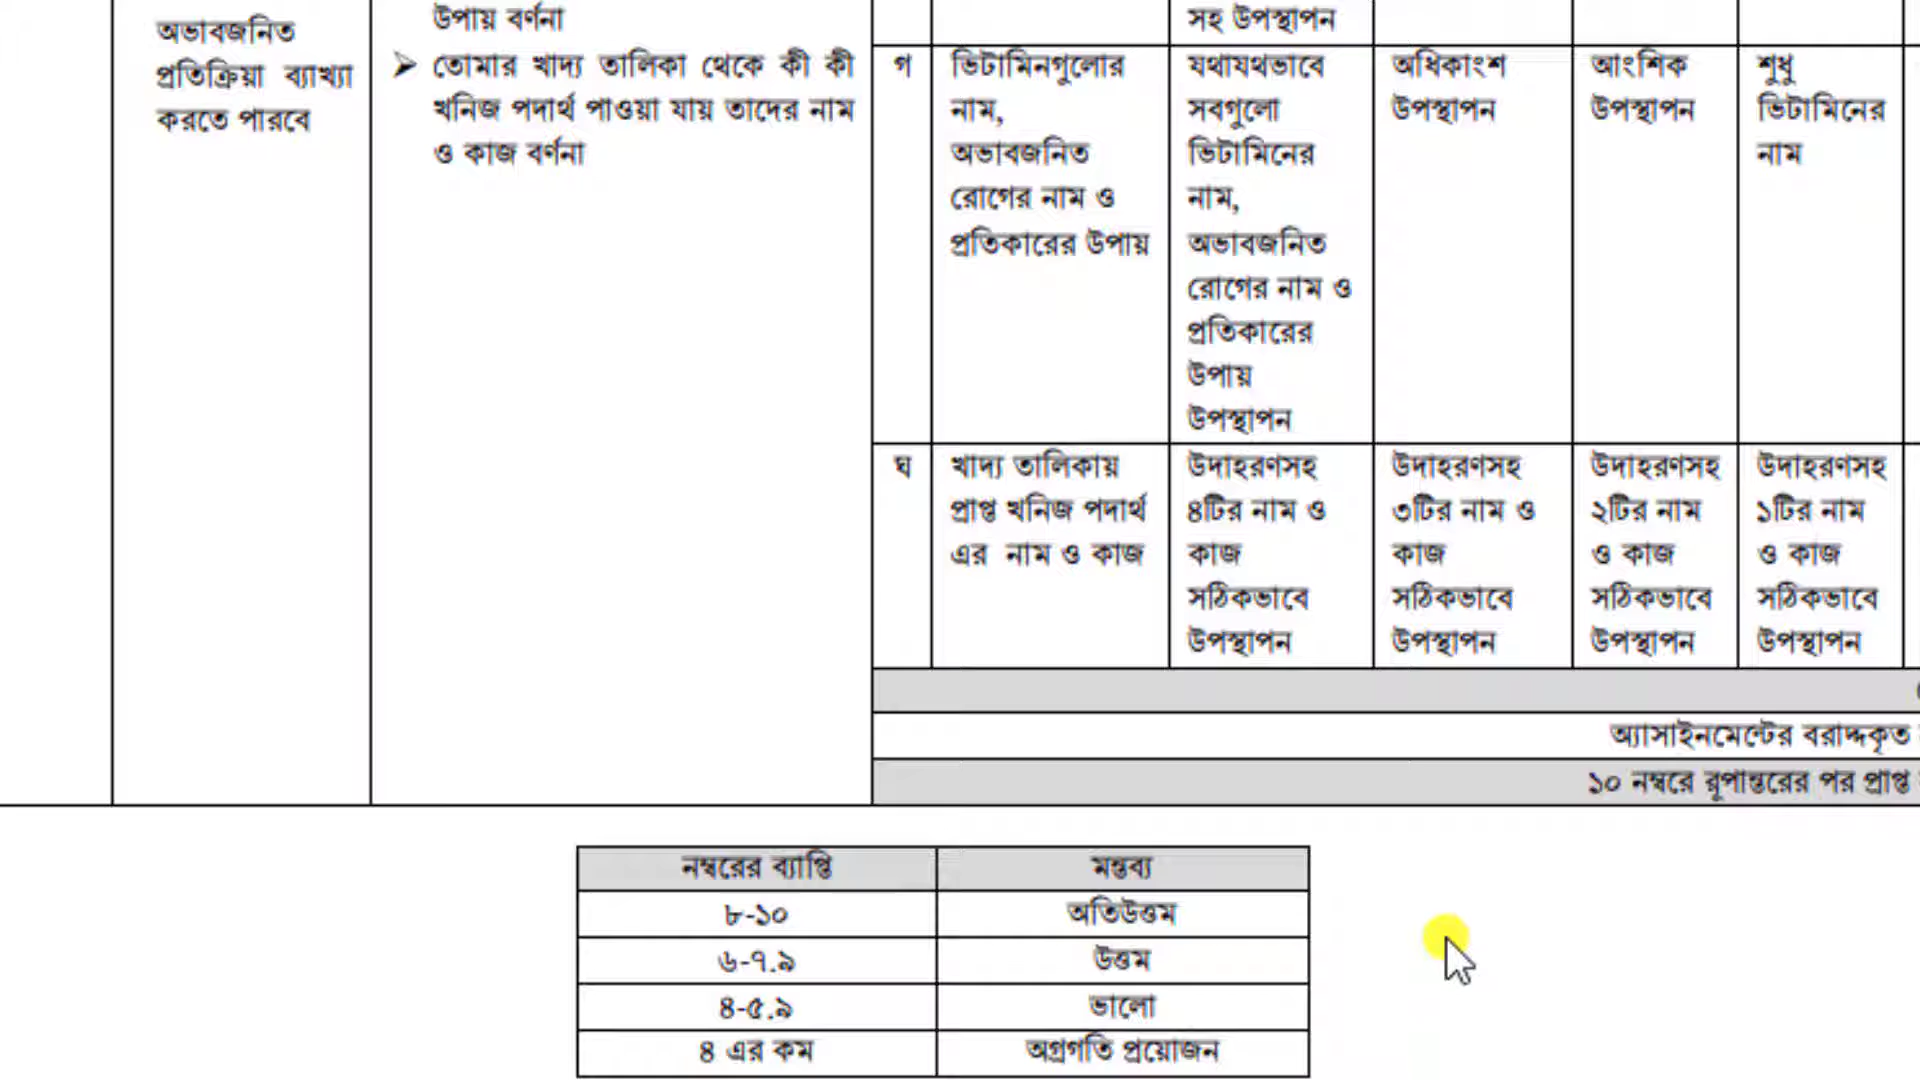 অভাবজনিত
প্রতিক্রিয়া ব্যাখ্যা
করতে পারবে
উপায় বর্ণনা
➤ তোমার খাদ্য তালিকা থেকে কী কী
খনিজ পদার্থ পাওয়া যায় তাদের নাম
ও কাজ বর্ণনা
সহ উপস্থাপন
গ
ভিটামিনগুলোর
নাম,
অভাবজনিত
রোগের নাম ও
প্রতিকারের উপায়
যথাযথভাবে
সবগুলো
ভিটামিনের
নাম,
অভাবজনিত
রোগের নাম ও
প্রতিকারের
উপায়
উপস্থাপন
অধিকাংশ
উপস্থাপন
আংশিক
উপস্থাপন
শুধু
ভিটামিনের
নাম
ঘ
খাদ্য তালিকায়
প্রাপ্ত খনিজ পদার্থ
এর নাম ও কাজ
উদাহরণসহ
৪টির নাম ও
কাজ
সঠিকভাবে
উপস্থাপন
উদাহরণসহ
৩টির নাম ও
কাজ
সঠিকভাবে
উপস্থাপন
উদাহরণসহ
২টির নাম
ও কাজ
সঠিকভাবে
উপস্থাপন
উদাহরণসহ
১টির নাম
ও কাজ
সঠিকভাবে
উপস্থাপন
অ্যাসাইনমেন্টের বরাদ্দকৃত
১০ নম্বরে রূপান্তরের পর প্রাপ্ত
নম্বরের ব্যাপ্তি মন্তব্য
৮-১০ অতিউত্তম
৬-৭.৯ উত্তম
৪-৫.৯ ভালো
৪ এর কম অগ্রগতি প্রয়োজন